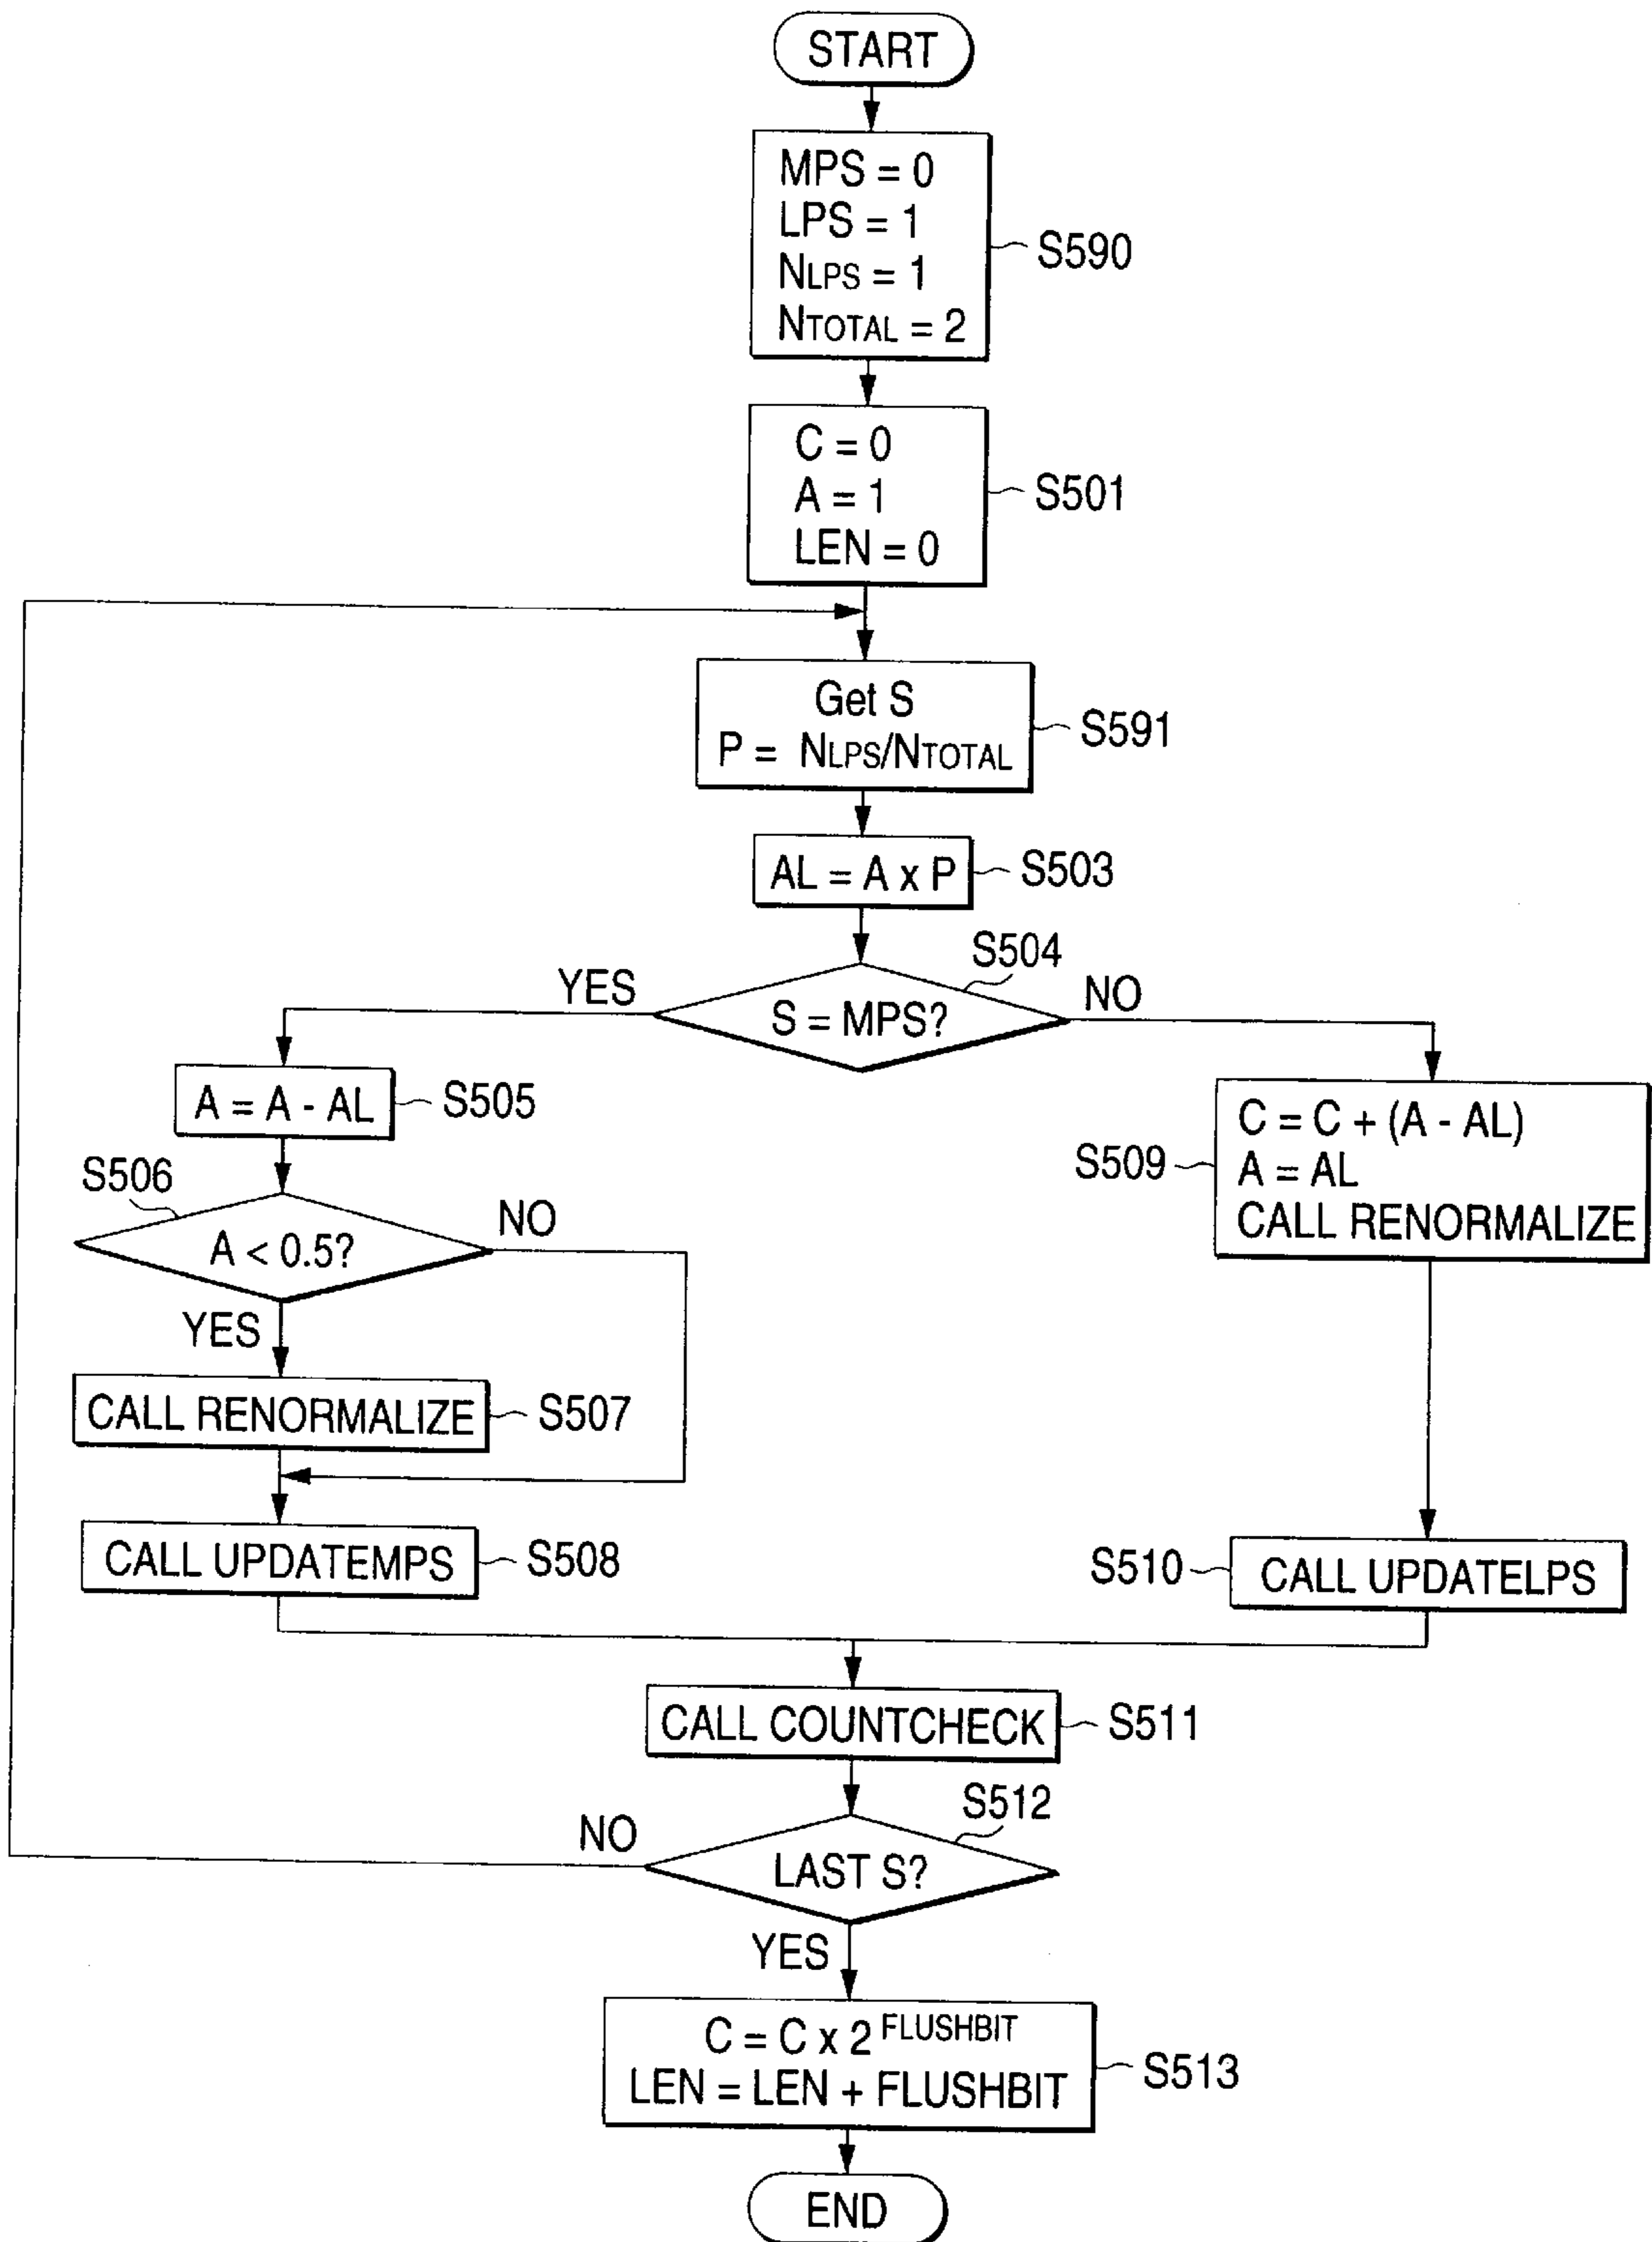 START
MPS = 0
LPS = 1
NLPS = 1
NTOTAL = 2
S590
C = 0
A = 1
LEN = 0
S501
Get S
P = NLPS/NTOTAL
S591
AL = A x P
S503
S504
YES
S = MPS?
NO
A = A - AL
S505
C = C + (A - AL)
A = AL
CALL RENORMALIZE
S509
S506
A < 0.5?
NO
YES
CALL RENORMALIZE
S507
CALL UPDATEMPS
S508
S510
CALL UPDATELPS
CALL COUNTCHECK
S511
S512
NO
LAST S?
YES
C = C x 2 FLUSHBIT
LEN = LEN + FLUSHBIT
S513
END